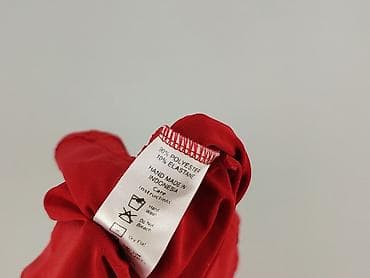 90% POLYESTER
10% ELASTANE
HAND MADE IN
INDONESIA
Care
Instructions
Hand
Wash
Do Not
Bleach
Dry Flat